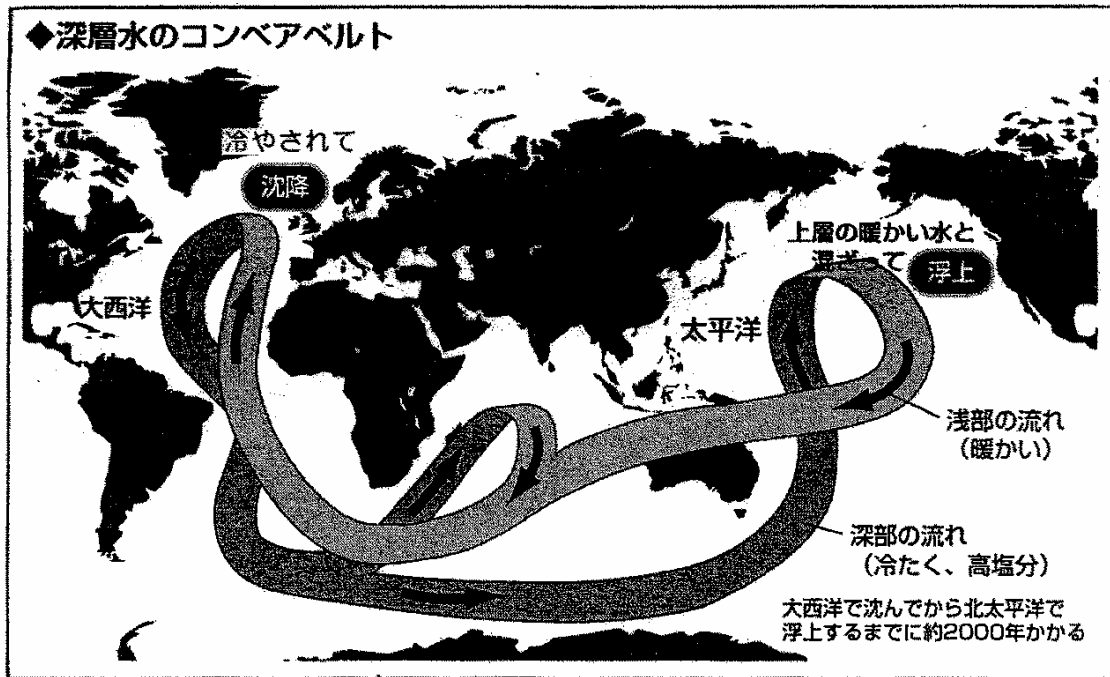 ◆深層水のコンベアベルト
冷やされて
沈降
上層の暖かい水と
混ざって
浮上
大西洋
太平洋
浅部の流れ
(暖かい)
深部の流れ
(冷たく、高塩分)
大西洋で沈んでから北太平洋で
浮上するまでに約2000年かかる